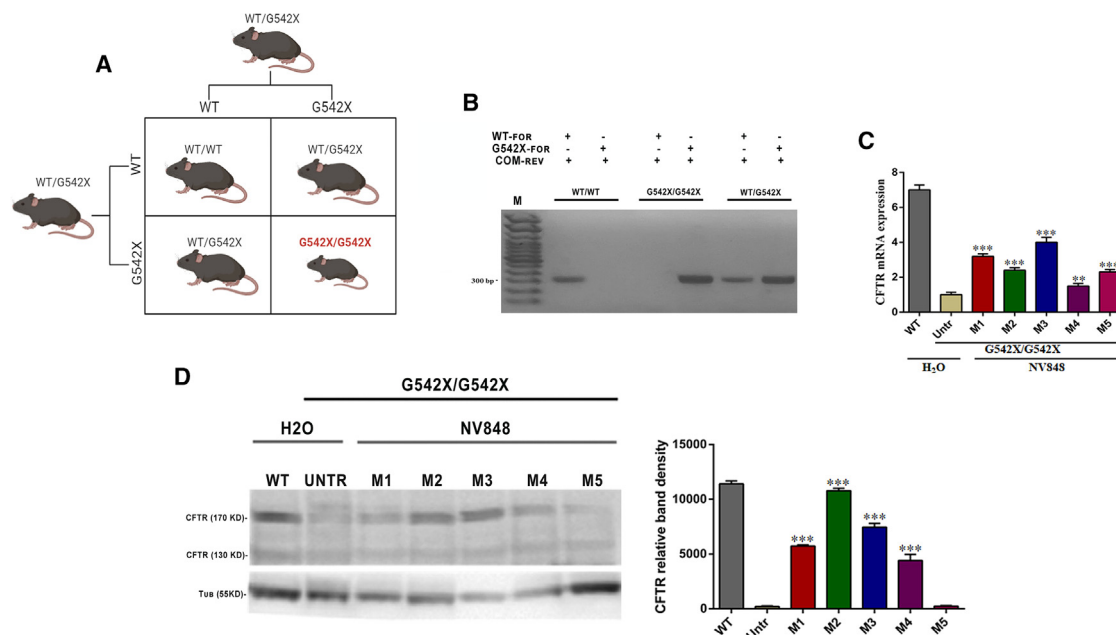 A
WT/G542X
WT
G542X
WT/G542X
WT
G542X
WT/WT
WT/G542X
WT/G542X
G542X/G542X
B
WT-FOR + - - + + -
G542X-FOR - + - + - +
COM-REV + + + + + +
M
WT/WT
G542X/G542X
WT/G542X
300 bp
C
CFTR mRNA expression
8
6
4
2
0
***
***
***
**
***
WT
Untr
M1
M2
M3
M4
M5
G542X/G542X
H2O
NV848
D
G542X/G542X
H2O
NV848
WT UNTR M1 M2 M3 M4 M5
CFTR (170 KD)-
CFTR (130 KD)-
TUB (55KD)-
CFTR relative band density
15000
10000
5000
0
***
***
***
***
WT
Untr
M1
M2
M3
M4
M5